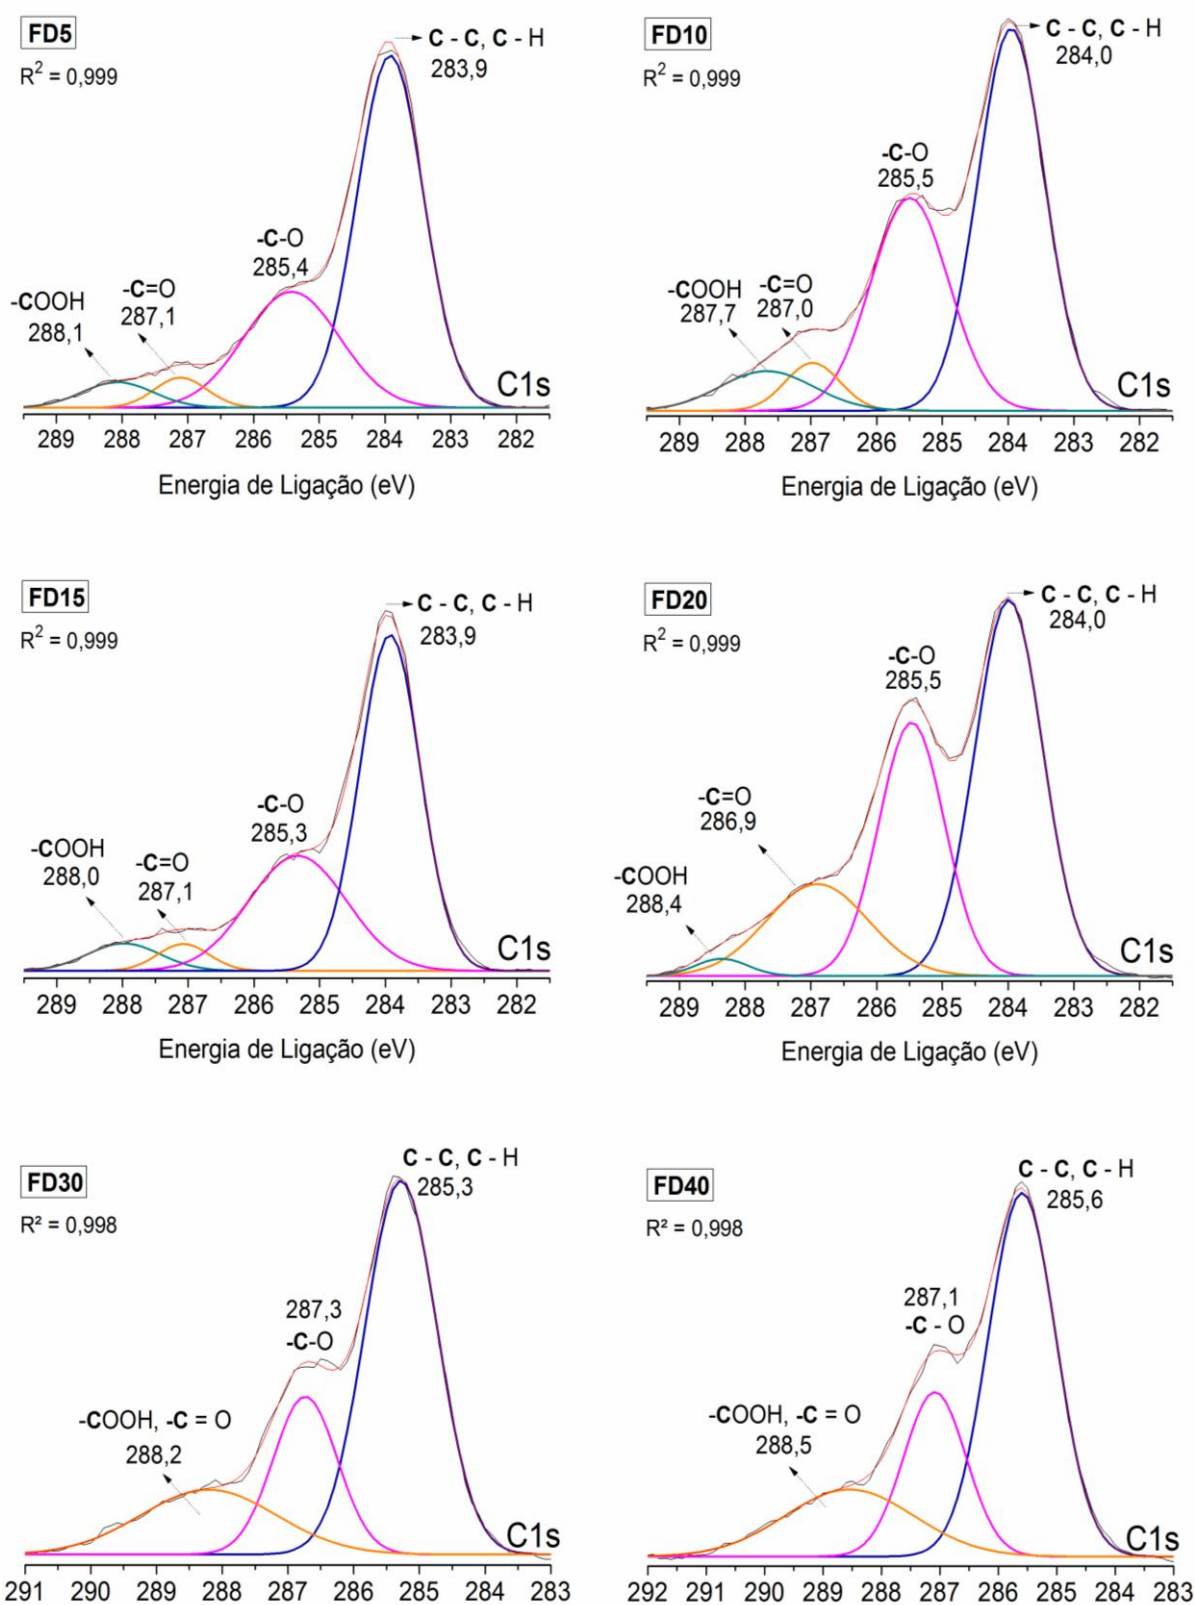 FD5
R² = 0,999
C - C, C - H
283,9
-C-O
285,4
-C=O
287,1
-COOH
288,1
C1s
289 288 287 286 285 284 283 282
Energia de Ligação (eV)
FD10
R² = 0,999
C - C, C - H
284,0
-C-O
285,5
-C=O
287,0
-COOH
287,7
C1s
289 288 287 286 285 284 283 282
Energia de Ligação (eV)
FD15
R² = 0,999
C - C, C - H
283,9
-C-O
285,3
-C=O
287,1
-COOH
288,0
C1s
289 288 287 286 285 284 283 282
Energia de Ligação (eV)
FD20
R² = 0,999
C - C, C - H
284,0
-C-O
285,5
-C=O
286,9
-COOH
288,4
C1s
289 288 287 286 285 284 283 282
Energia de Ligação (eV)
FD30
R² = 0,998
C - C, C - H
285,3
287,3
-C-O
-COOH, -C = O
288,2
C1s
291 290 289 288 287 286 285 284 283
FD40
R² = 0,998
C - C, C - H
285,6
287,1
-C - O
-COOH, -C = O
288,5
C1s
292 291 290 289 288 287 286 285 284 283